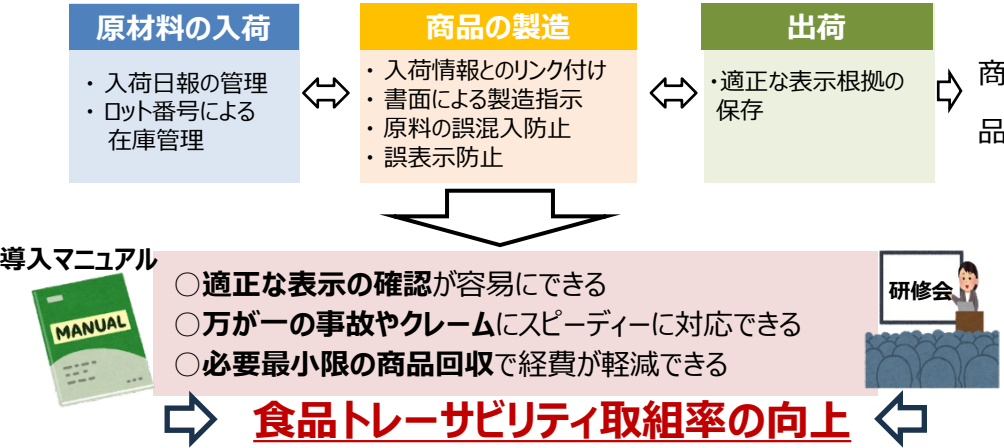 原材料の入荷
・ 入荷日報の管理
・ ロット番号による
在庫管理
商品の製造
・ 入荷情報とのリンク付け
・ 書面による製造指示
・ 原料の誤混入防止
・ 誤表示防止
出荷
・適正な表示根拠の
保存
商
品
導入マニュアル
MANUAL
○適正な表示の確認が容易にできる
○万が一の事故やクレームにスピーディーに対応できる
○必要最小限の商品回収で経費が軽減できる
研修会
食品トレーサビリティ取組率の向上